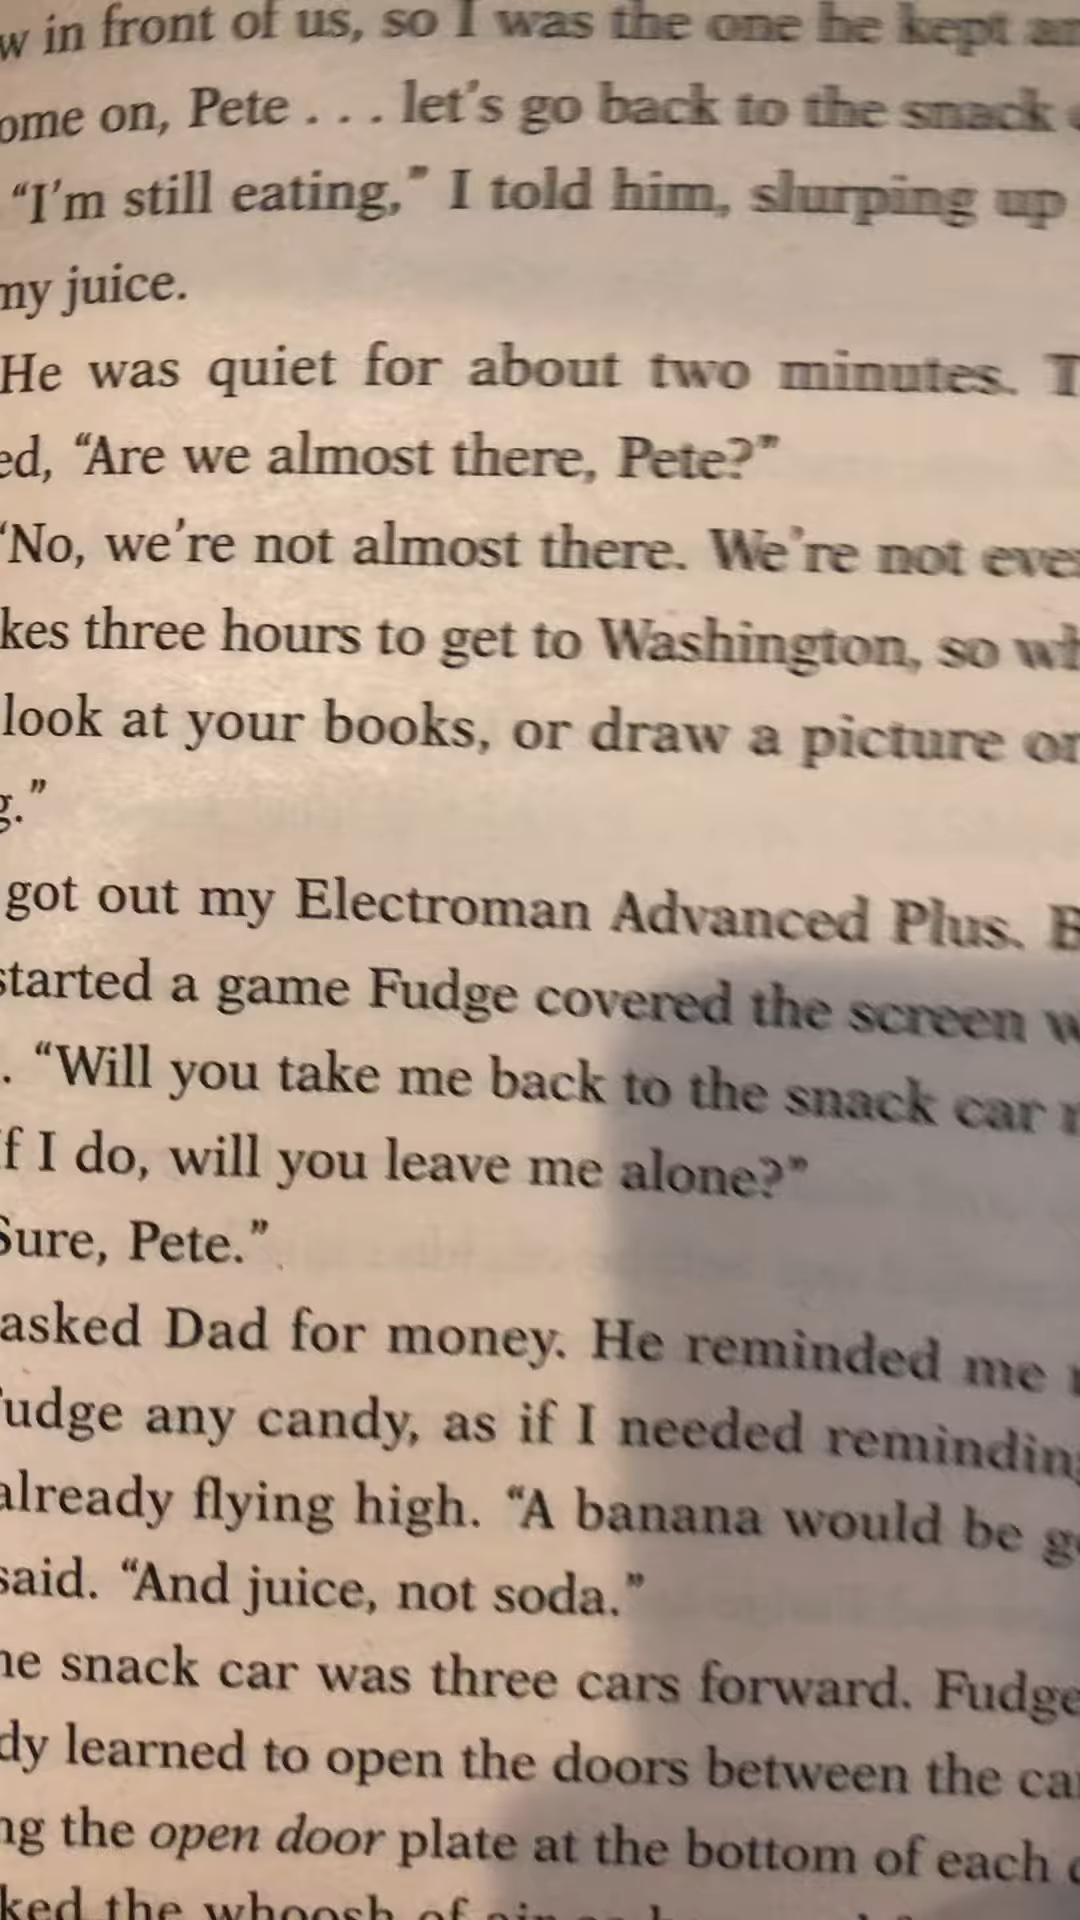 w in front of us, so I was the one he kept an
ome on, Pete . . . let's go back to the snack
“I'm still eating,” I told him, slurping up
my juice.
He was quiet for about two minutes. T
ed, “Are we almost there, Pete?”
“No, we're not almost there. We're not eve
kes three hours to get to Washington, so wh
look at your books, or draw a picture or
g.”
got out my Electroman Advanced Plus. B
started a game Fudge covered the screen w
. “Will you take me back to the snack car
f I do, will you leave me alone?”
Sure, Pete.”
asked Dad for money. He reminded me
Fudge any candy, as if I needed reminding
already flying high. “A banana would be g
said. “And juice, not soda.”
he snack car was three cars forward. Fudge
dy learned to open the doors between the ca
ng the open door plate at the bottom of each
ked the whoosh of air